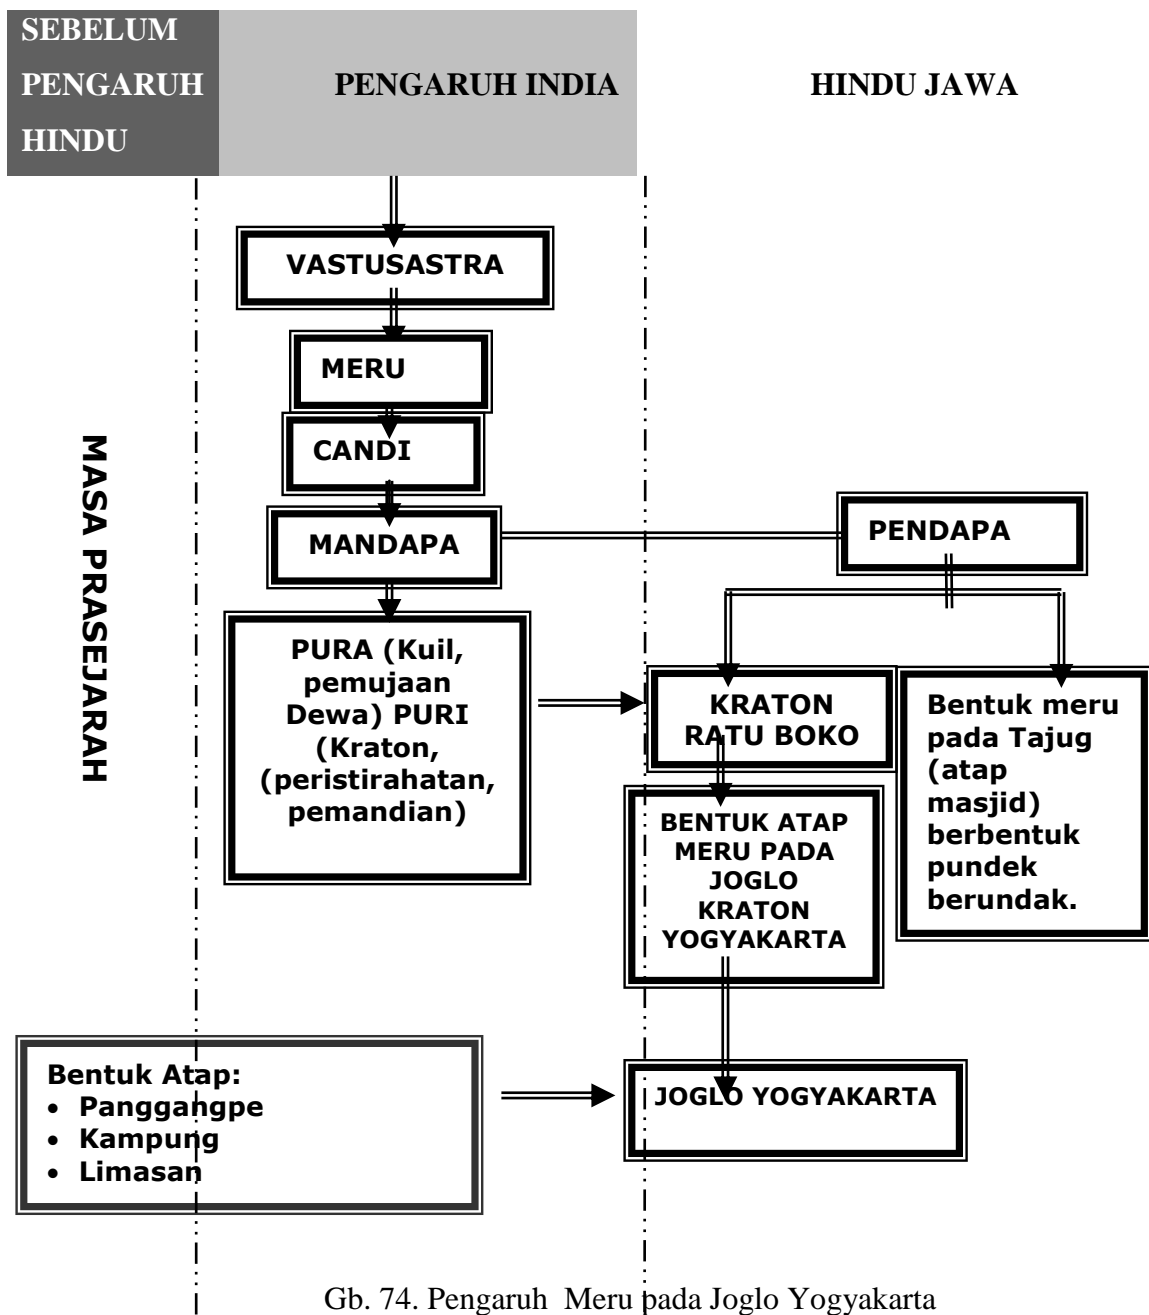 SEBELUM
PENGARUH
HINDU
PENGARUH INDIA
HINDU JAWA
MASA PRASEJARAH
VASTUSASTRA
MERU
CANDI
MANDAPA
PENDAPA
PURA (Kuil,
pemujaan
Dewa) PURI
(Kraton,
(peristirahatan,
pemandian)
KRATON
RATU BOKO
Bentuk meru
pada Tajug
(atap
masjid)
berbentuk
pundek
berundak.
BENTUK ATAP
MERU PADA
JOGLO
KRATON
YOGYAKARTA
Bentuk Atap:
• Panggangpe
• Kampung
• Limasan
JOGLO YOGYAKARTA
Gb. 74. Pengaruh Meru pada Joglo Yogyakarta